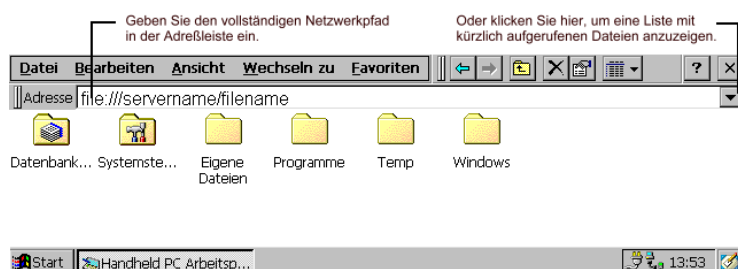 Geben Sie den vollständigen Netzwerkpfad
in der Adreßleiste ein.
Oder klicken Sie hier, um eine Liste mit
kürzlich aufgerufenen Dateien anzuzeigen.
Datei Bearbeiten Ansicht Wechseln zu Favoriten ? ×
Adresse file:///servername/filename
Datenbank... Systemste... Eigene Dateien Programme Temp Windows
Start Handheld PC Arbeitsp... 13:53